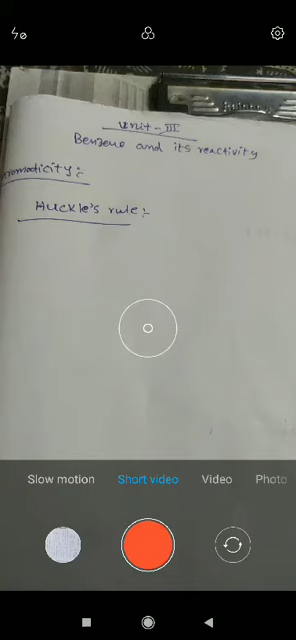 Unit-III
Benzene and its reactivity
romaticity:-
Huckle's rule:-
Slow motion
Short video
Video
Photo